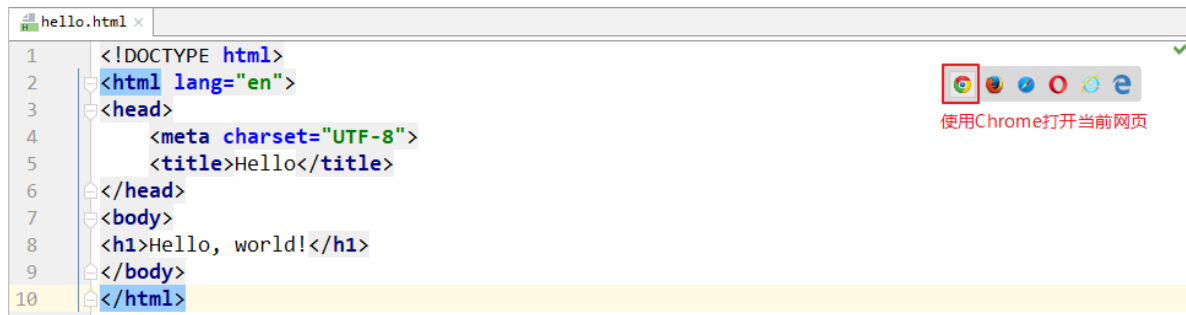 hello.html
1 <!DOCTYPE html>
2 <html lang="en">
3 <head>
4     <meta charset="UTF-8">
5     <title>Hello</title>
6 </head>
7 <body>
8 <h1>Hello, world!</h1>
9 </body>
10 </html>
使用Chrome打开当前网页